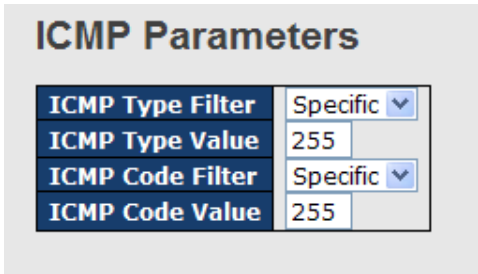 ICMP Parameters
ICMP Type Filter Specific
ICMP Type Value 255
ICMP Code Filter Specific
ICMP Code Value 255